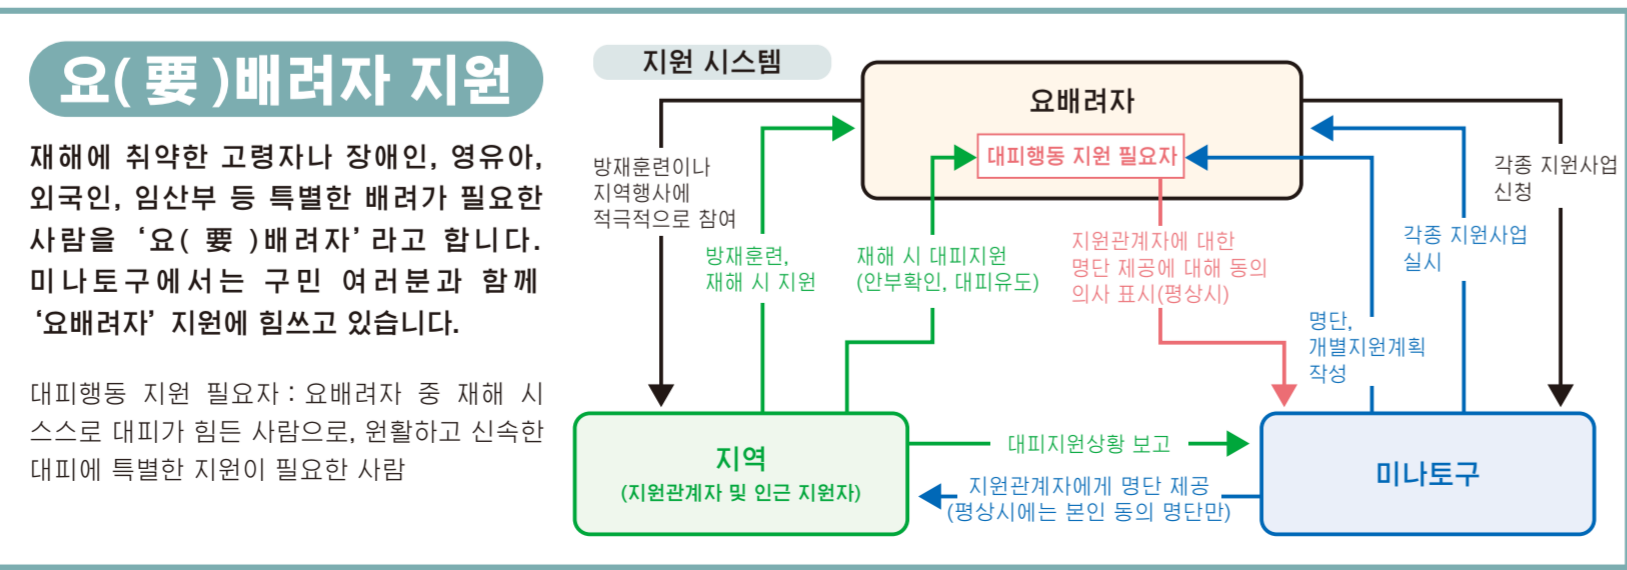 요( 要 )배려자 지원
재해에 취약한 고령자나 장애인, 영유아,
외국인, 임산부 등 특별한 배려가 필요한
사람을 ‘요( 要 )배려자’ 라고 합니다.
미나토구에서는 구민 여러분과 함께
‘요배려자’ 지원에 힘쓰고 있습니다.
대피행동 지원 필요자 : 요배려자 중 재해 시
스스로 대피가 힘든 사람으로, 원활하고 신속한
대피에 특별한 지원이 필요한 사람
지원 시스템
요배려자
대피행동 지원 필요자
방재훈련이나
지역행사에
적극적으로 참여
방재훈련,
재해 시 지원
재해 시 대피지원
(안부확인, 대피유도)
지원관계자에 대한
명단 제공에 대해 동의
의사 표시(평상시)
명단,
개별지원계획
작성
각종 지원사업
실시
각종 지원사업
신청
지역
(지원관계자 및 인근 지원자)
대피지원상황 보고
지원관계자에게 명단 제공
(평상시에는 본인 동의 명단만)
미나토구